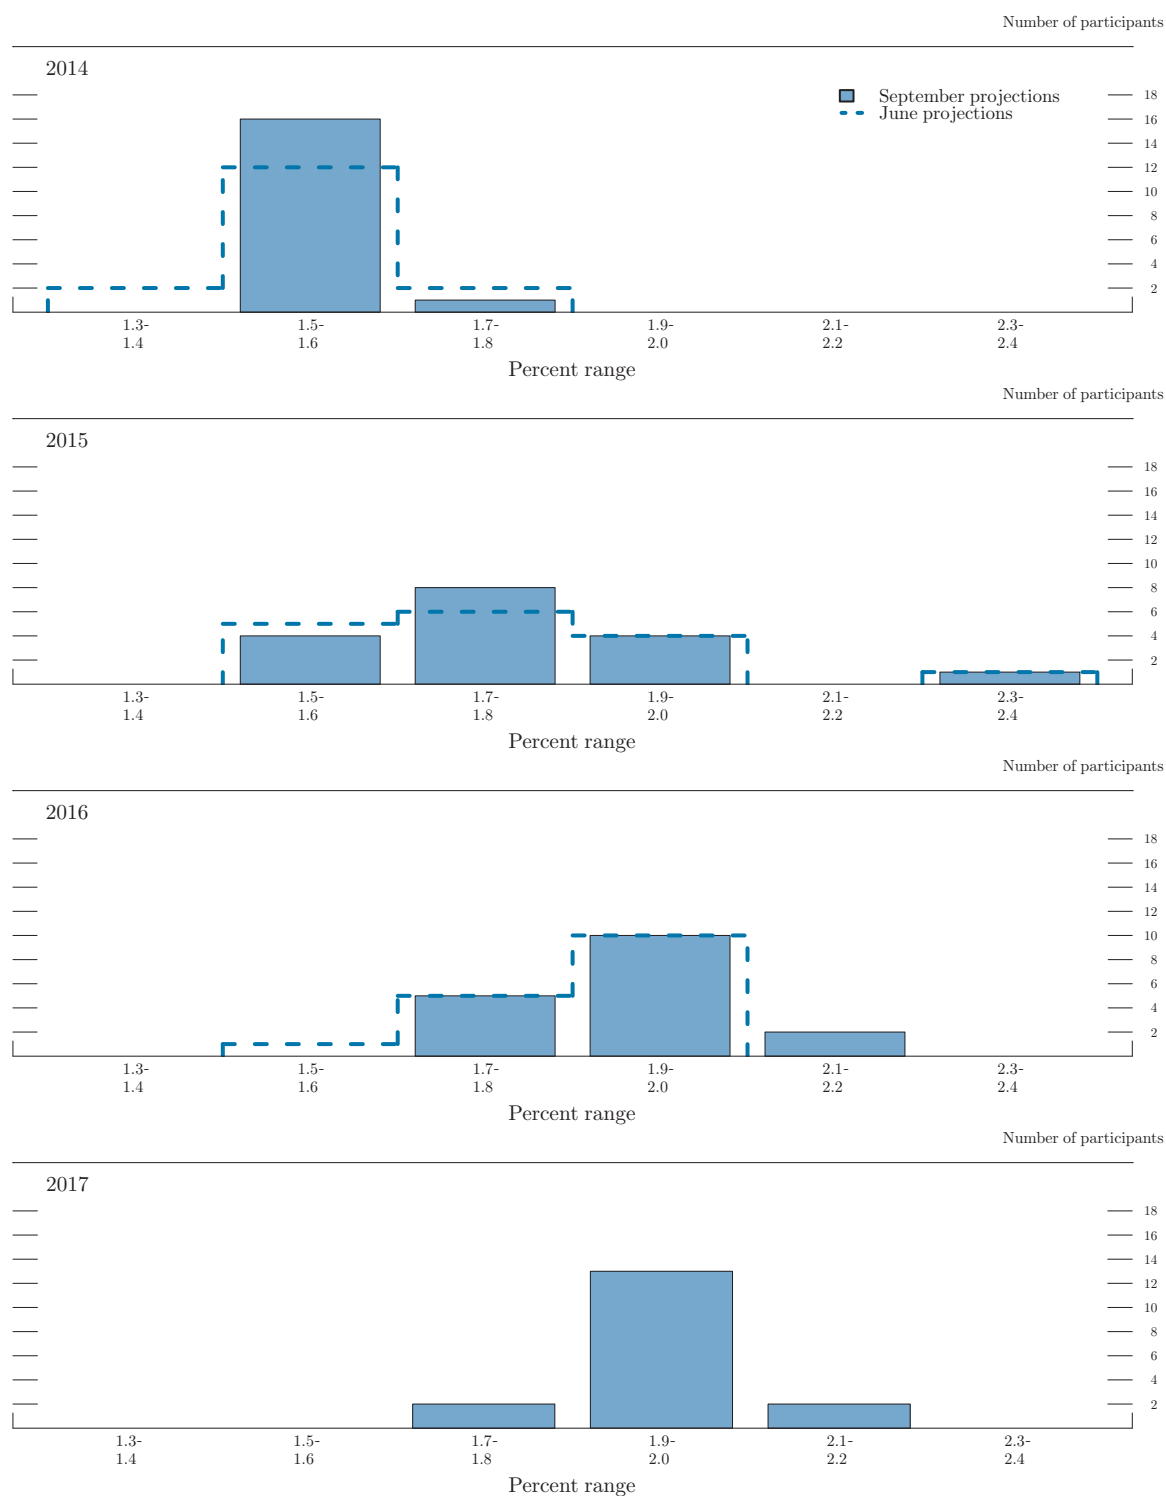 Number of participants
2014
September projections
June projections
18
16
14
12
10
8
6
4
2
1.3- 1.5- 1.7- 1.9- 2.1- 2.3-
1.4 1.6 1.8 2.0 2.2 2.4
Percent range
Number of participants
2015
18
16
14
12
10
8
6
4
2
1.3- 1.5- 1.7- 1.9- 2.1- 2.3-
1.4 1.6 1.8 2.0 2.2 2.4
Percent range
Number of participants
2016
18
16
14
12
10
8
6
4
2
1.3- 1.5- 1.7- 1.9- 2.1- 2.3-
1.4 1.6 1.8 2.0 2.2 2.4
Percent range
Number of participants
2017
18
16
14
12
10
8
6
4
2
1.3- 1.5- 1.7- 1.9- 2.1- 2.3-
1.4 1.6 1.8 2.0 2.2 2.4
Percent range